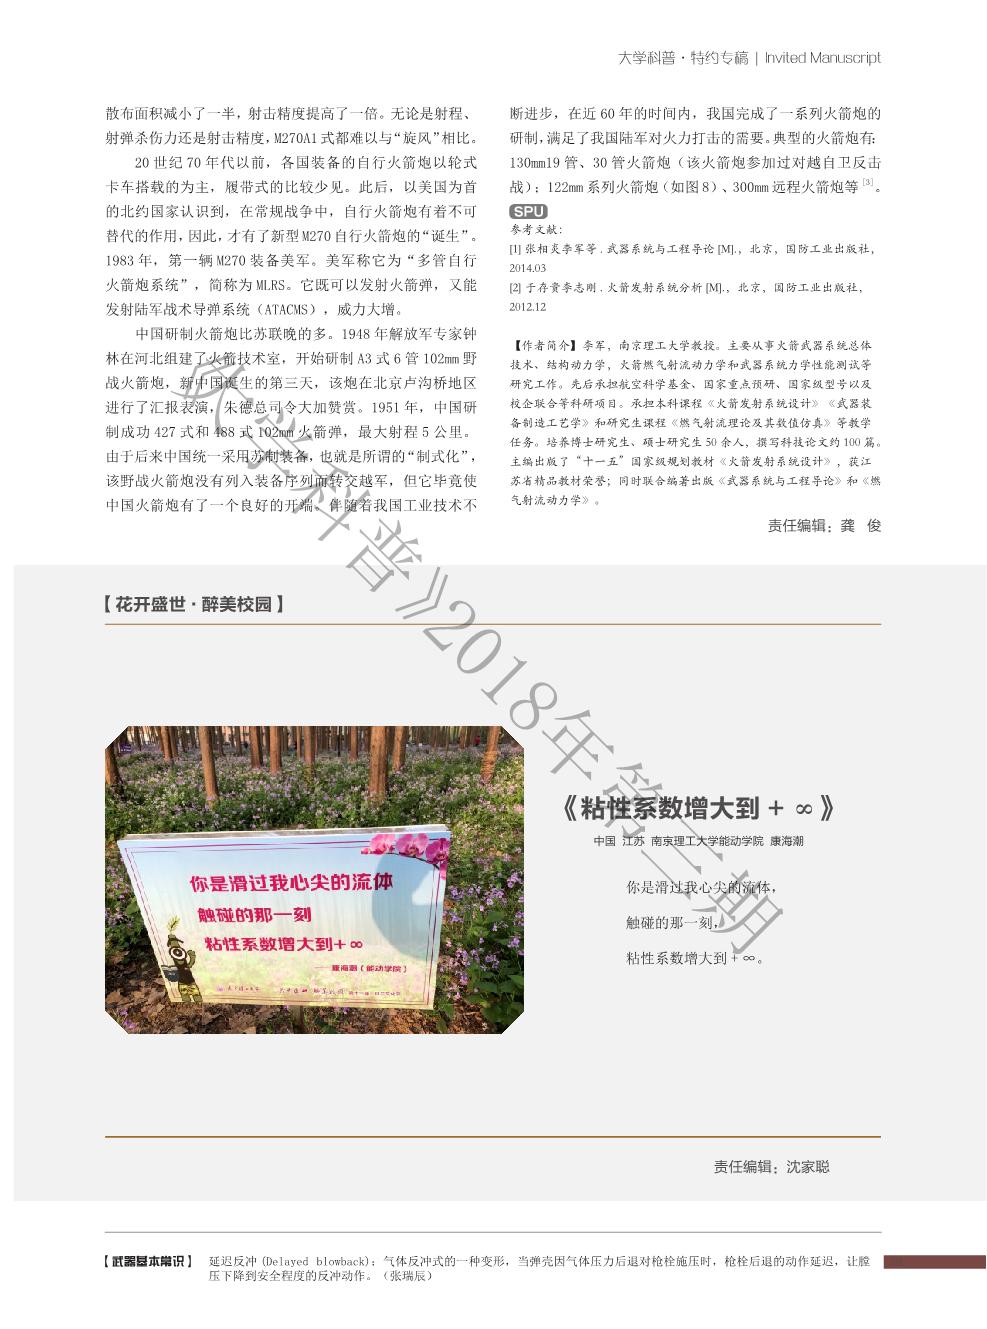 大学科普·特约专稿 | Invited Manuscript
散布面积减小了一半，射击精度提高了一倍。无论是射程、
射弹杀伤力还是射击精度，M270A1 式都难以与“旋风”相比。
20 世纪 70 年代以前，各国装备的自行火箭炮以轮式
卡车搭载的为主，履带式的比较少见。此后，以美国为首
的北约国家认识到，在常规战争中，自行火箭炮有着不可
替代的作用，因此，才有了新型 M270 自行火箭炮的“诞生”。
1983 年，第一辆 M270 装备美军。美军称它为“多管自行
火箭炮系统”，简称为 MLRS。它既可以发射火箭弹，又能
发射陆军战术导弹系统（ATACMS），威力大增。
中国研制火箭炮比苏联晚的多。1948 年解放军专家钟
林在河北组建了火箭技术室，开始研制 A3 式 6 管 102mm 野
战火箭炮，新中国诞生的第三天，该炮在北京卢沟桥地区
进行了汇报表演，朱德总司令大加赞赏。1951 年，中国研
制成功 427 式和 488 式 102mm 火箭弹，最大射程 5 公里。
由于后来中国统一采用苏制装备，也就是所谓的“制式化”，
该野战火箭炮没有列入装备序列而转交越军，但它毕竟使
中国火箭炮有了一个良好的开端。伴随着我国工业技术不
断进步，在近 60 年的时间内，我国完成了一系列火箭炮的
研制，满足了我国陆军对火力打击的需要。典型的火箭炮有：
130mm19 管、30 管火箭炮（该火箭炮参加过对越自卫反击
战）；122mm 系列火箭炮（如图 8）、300mm 远程火箭炮等 [3]。
SPU
参考文献：
[1] 张相炎李军等 . 武器系统与工程导论 [M].，北京，国防工业出版社，
2014.03
[2] 于存贵李志刚 . 火箭发射系统分析 [M].，北京，国防工业出版社，
2012.12
【作者简介】李军，南京理工大学教授。主要从事火箭武器系统总体
技术、结构动力学，火箭燃气射流动力学和武器系统力学性能测试等
研究工作。先后承担航空科学基金、国家重点预研、国家级型号以及
校企联合等科研项目。承担本科课程《火箭发射系统设计》《武器装
备制造工艺学》和研究生课程《燃气射流理论及其数值仿真》等教学
任务。培养博士研究生、硕士研究生 50 余人，撰写科技论文约 100 篇。
主编出版了“十一五”国家级规划教材《火箭发射系统设计》，获江
苏省精品教材荣誉；同时联合编著出版《武器系统与工程导论》和《燃
气射流动力学》。
责任编辑：龚 俊
《大学科普》2018年第二期
【花开盛世·醉美校园】
你是滑过我心尖的流体
触碰的那一刻
粘性系数增大到+∞
——康海潮（能动学院）
《粘性系数增大到 + ∞》
中国 江苏 南京理工大学能动学院 康海潮
你是滑过我心尖的流体，
触碰的那一刻，
粘性系数增大到 + ∞。
责任编辑：沈家聪
【武器基本常识】 延迟反冲（Delayed blowback）：气体反冲式的一种变形，当弹壳因气体压力后退对枪栓施压时，枪栓后退的动作延迟，让膛
压下降到安全程度的反冲动作。（张瑞辰）